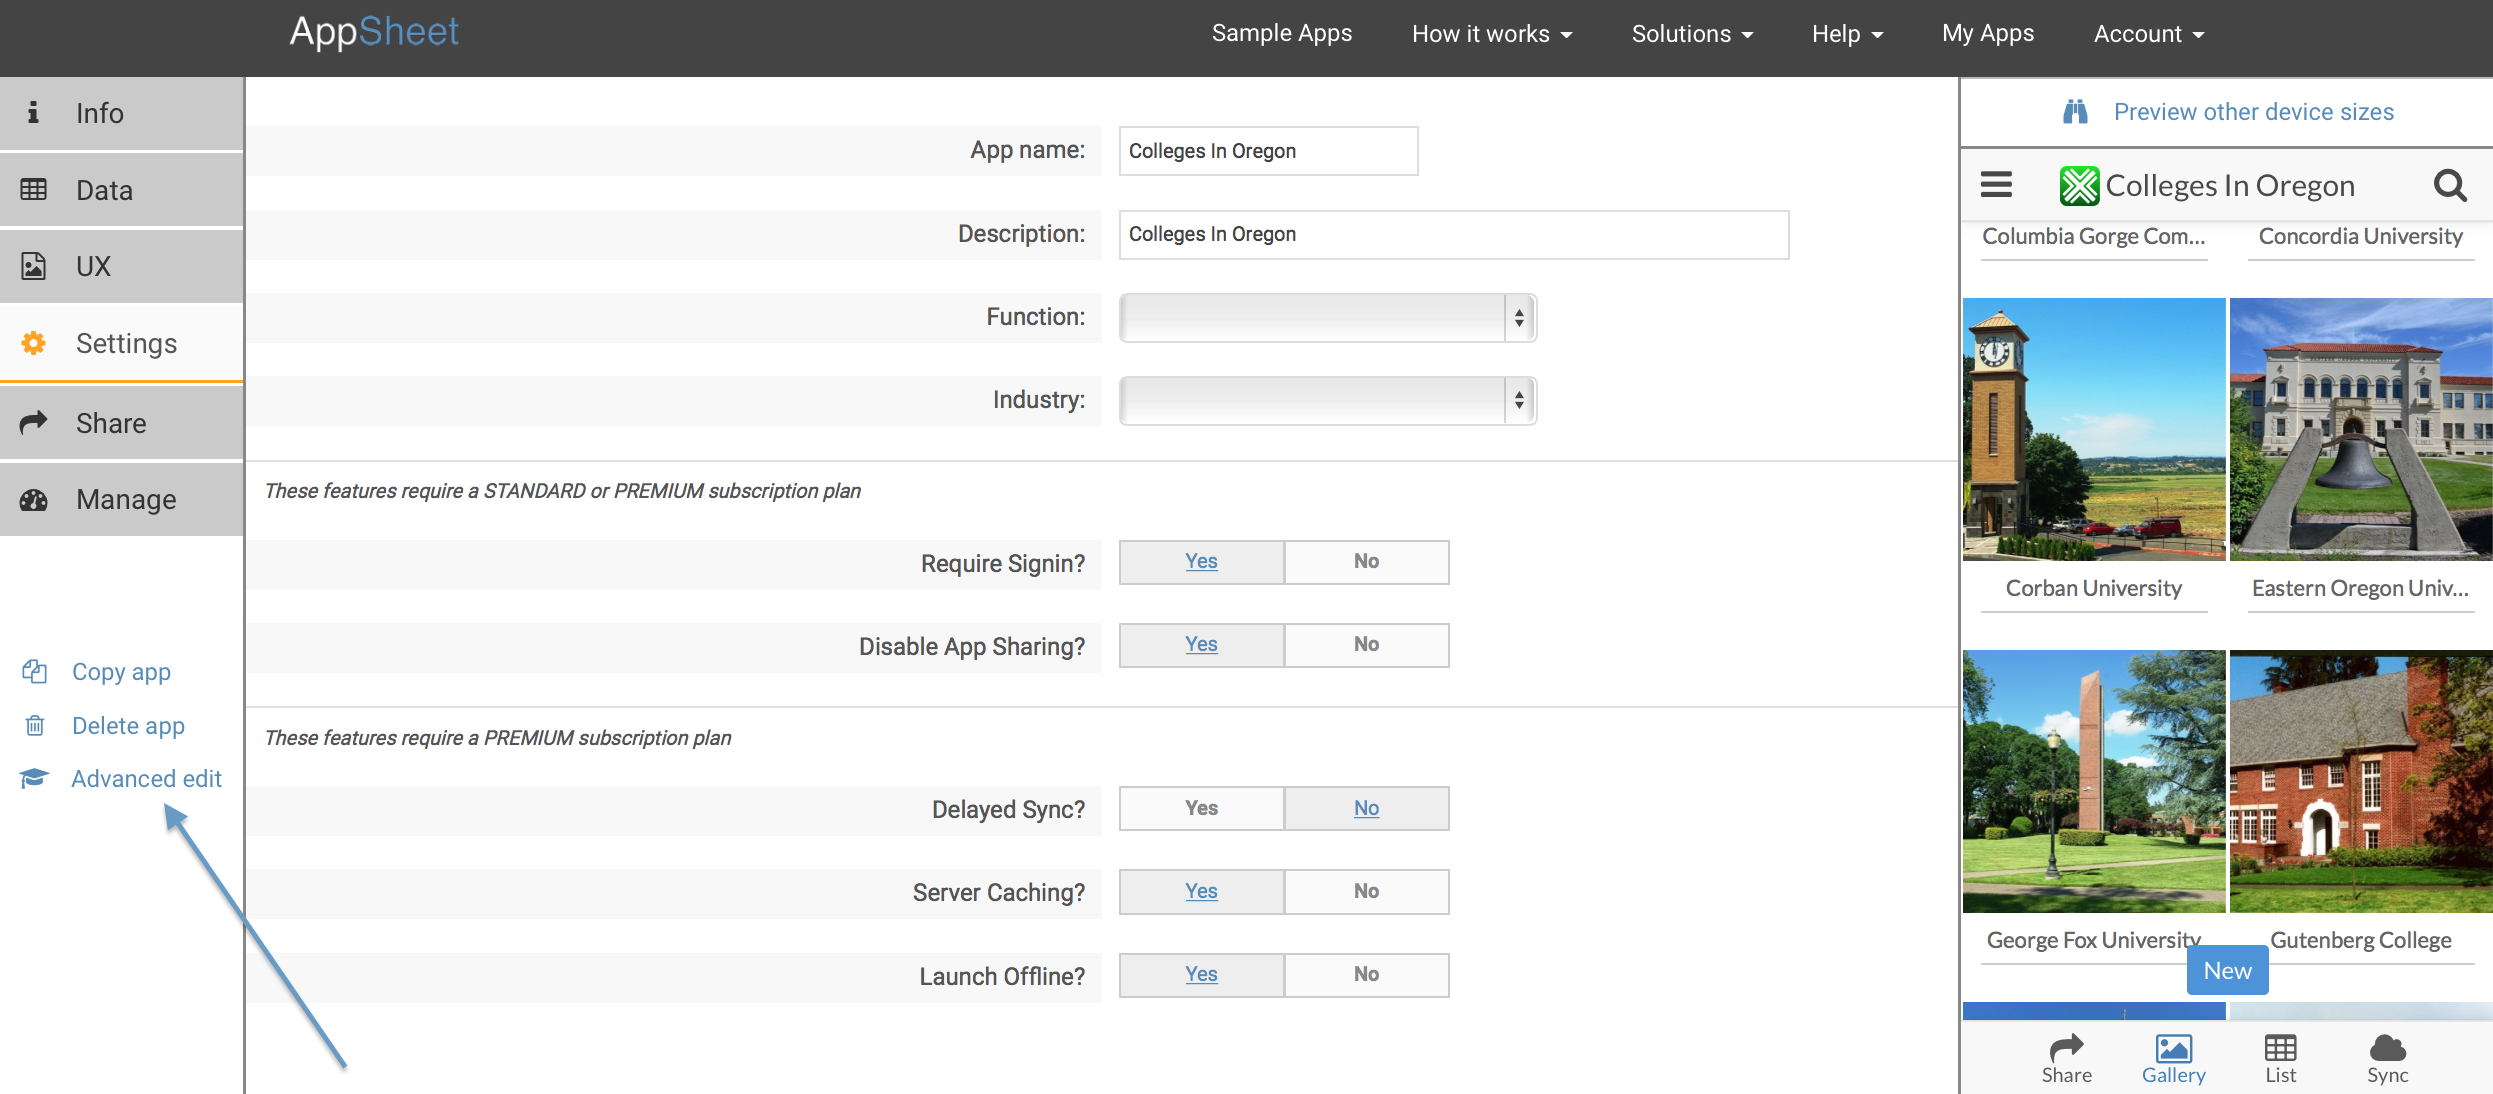 AppSheet
Sample Apps
How it works
Solutions
Help
My Apps
Account
Info
Data
UX
Settings
Share
Manage
Copy app
Delete app
Advanced edit
App name: Colleges In Oregon
Description: Colleges In Oregon
Function:
Industry:
These features require a STANDARD or PREMIUM subscription plan
Require Signin? Yes No
Disable App Sharing? Yes No
These features require a PREMIUM subscription plan
Delayed Sync? Yes No
Server Caching? Yes No
Launch Offline? Yes No
Preview other device sizes
Colleges In Oregon
Columbia Gorge Com... Concordia University
Corban University Eastern Oregon Univ...
George Fox University Gutenberg College
New
Share Gallery List Sync